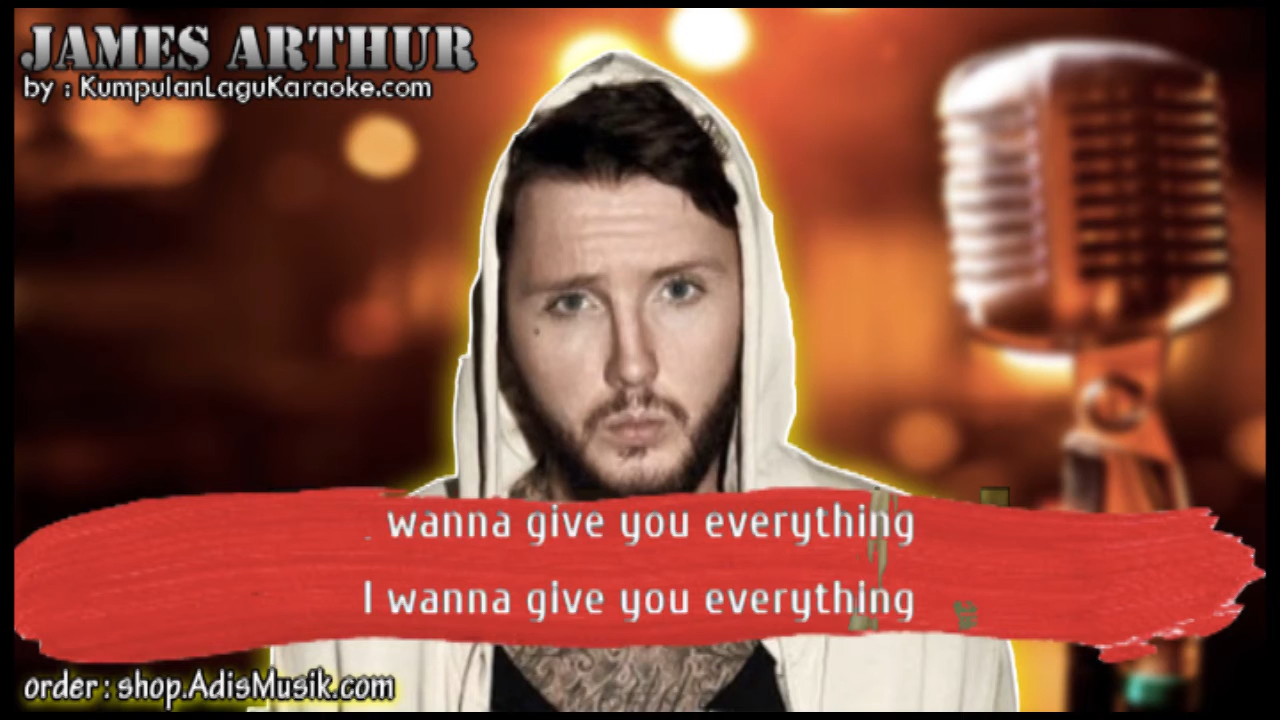 JAMES ARTHUR
by : KumpulanLaguKaraoke.com
wanna give you everything
I wanna give you everything
order : shop.AdisMusik.com